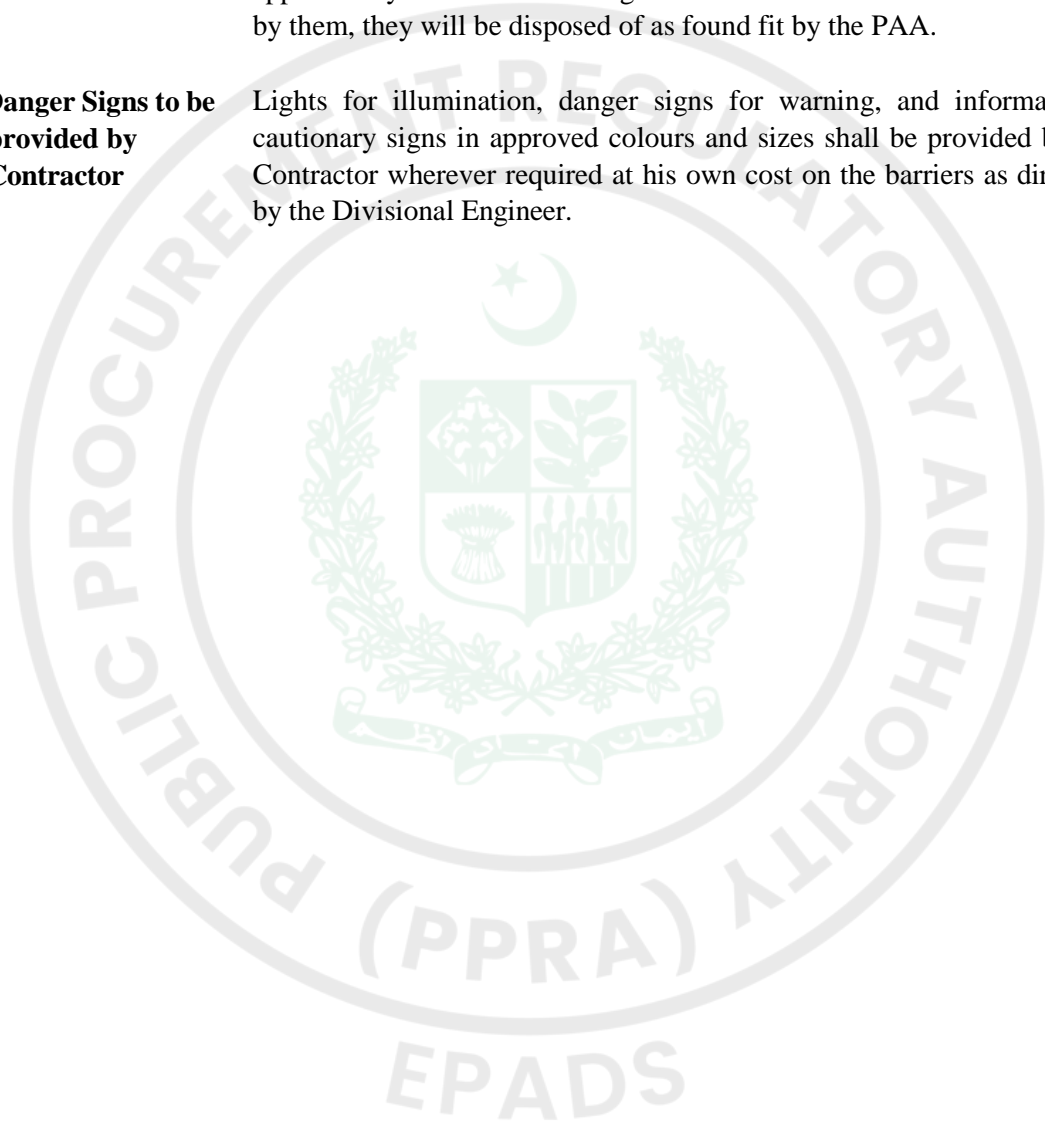 by them, they will be disposed of as found fit by the PAA.
Danger Signs to be
provided by
Contractor
Lights for illumination, danger signs for warning, and informa
cautionary signs in approved colours and sizes shall be provided b
Contractor wherever required at his own cost on the barriers as dir
by the Divisional Engineer.
PUBLIC PROCUREMENT REGULATORY AUTHORITY
(PPRA)
EPADS